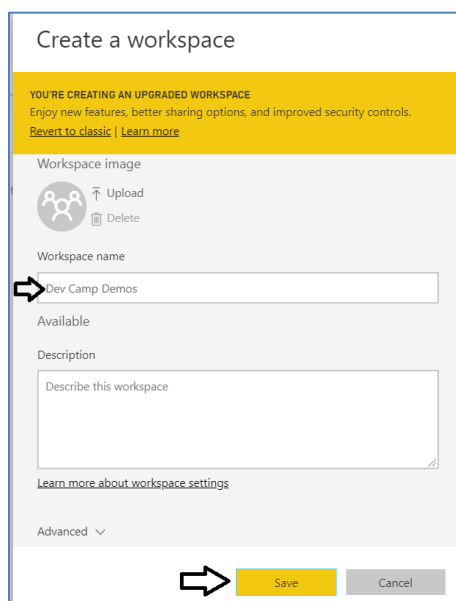 Create a workspace
YOU'RE CREATING AN UPGRADED WORKSPACE
Enjoy new features, better sharing options, and improved security controls.
Revert to classic | Learn more
Workspace image
Upload
Delete
Workspace name
Dev Camp Demos
Available
Description
Describe this workspace
Learn more about workspace settings
Advanced
Save Cancel